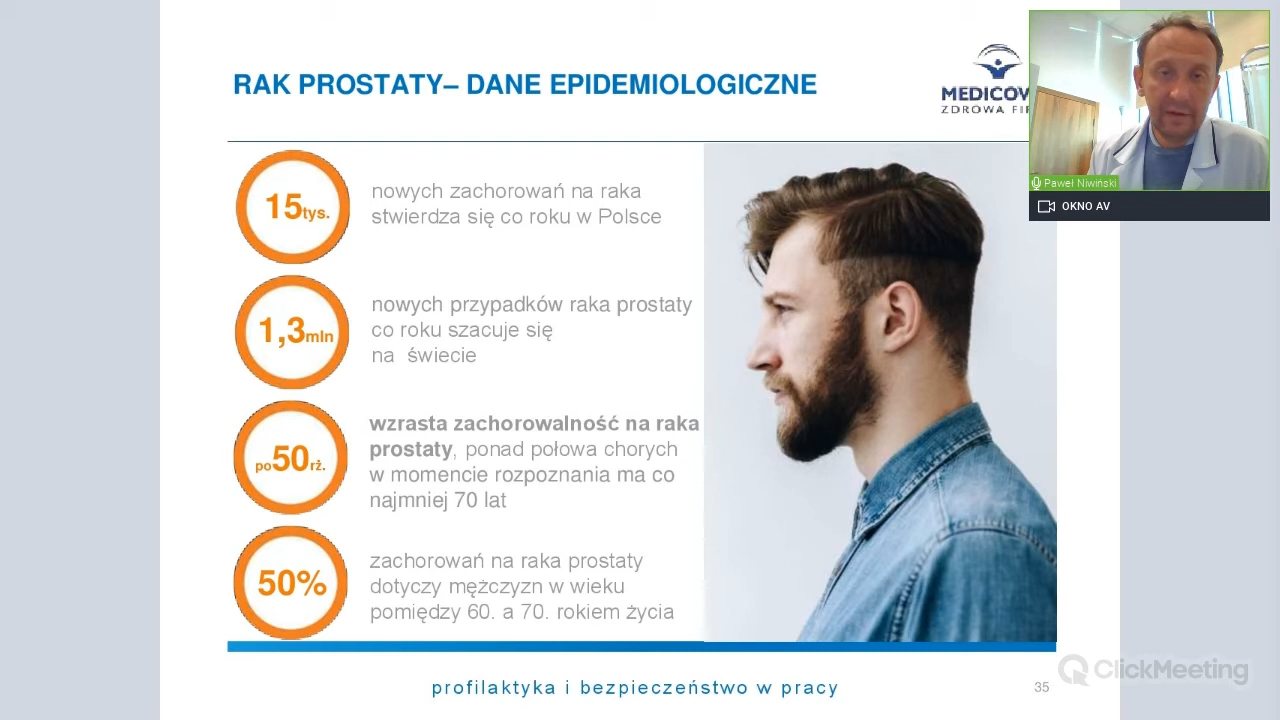 RAK PROSTATY– DANE EPIDEMIOLOGICZNE
MEDICOV
ZDROWA FIR
Paweł Niwiński
OKNO AV
15tys.
nowych zachorowań na raka
stwierdza się co roku w Polsce
1,3mln
nowych przypadków raka prostaty
co roku szacuje się
na świecie
po50rż.
wzrasta zachorowalność na raka
prostaty, ponad połowa chorych
w momencie rozpoznania ma co
najmniej 70 lat
50%
zachorowań na raka prostaty
dotyczy mężczyzn w wieku
pomiędzy 60. a 70. rokiem życia
profilaktyka i bezpieczeństwo w pracy
35
ClickMeeting